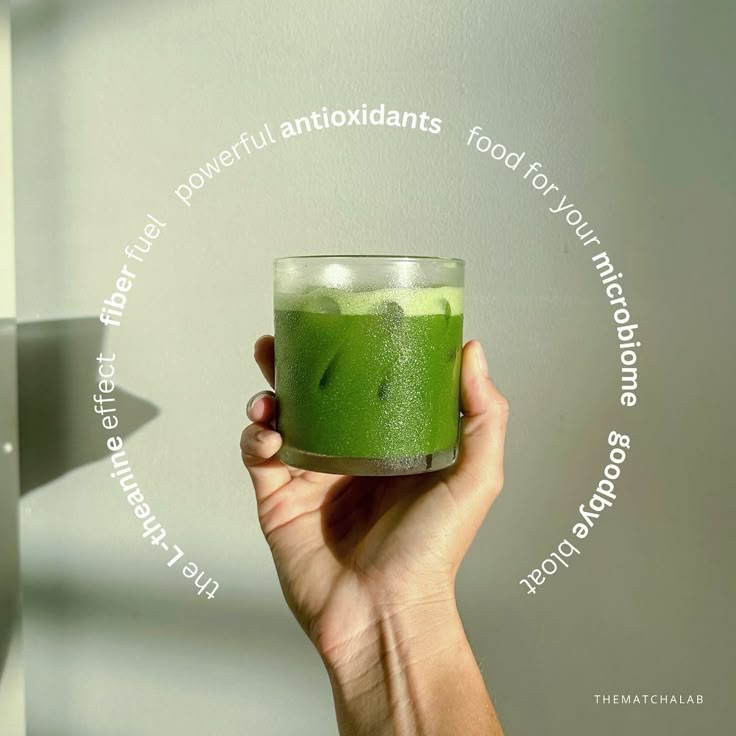 the L-theanine effect
fiber fuel
powerful antioxidants
food for your microbiome
goodbye bloat
THEMATCHALAB